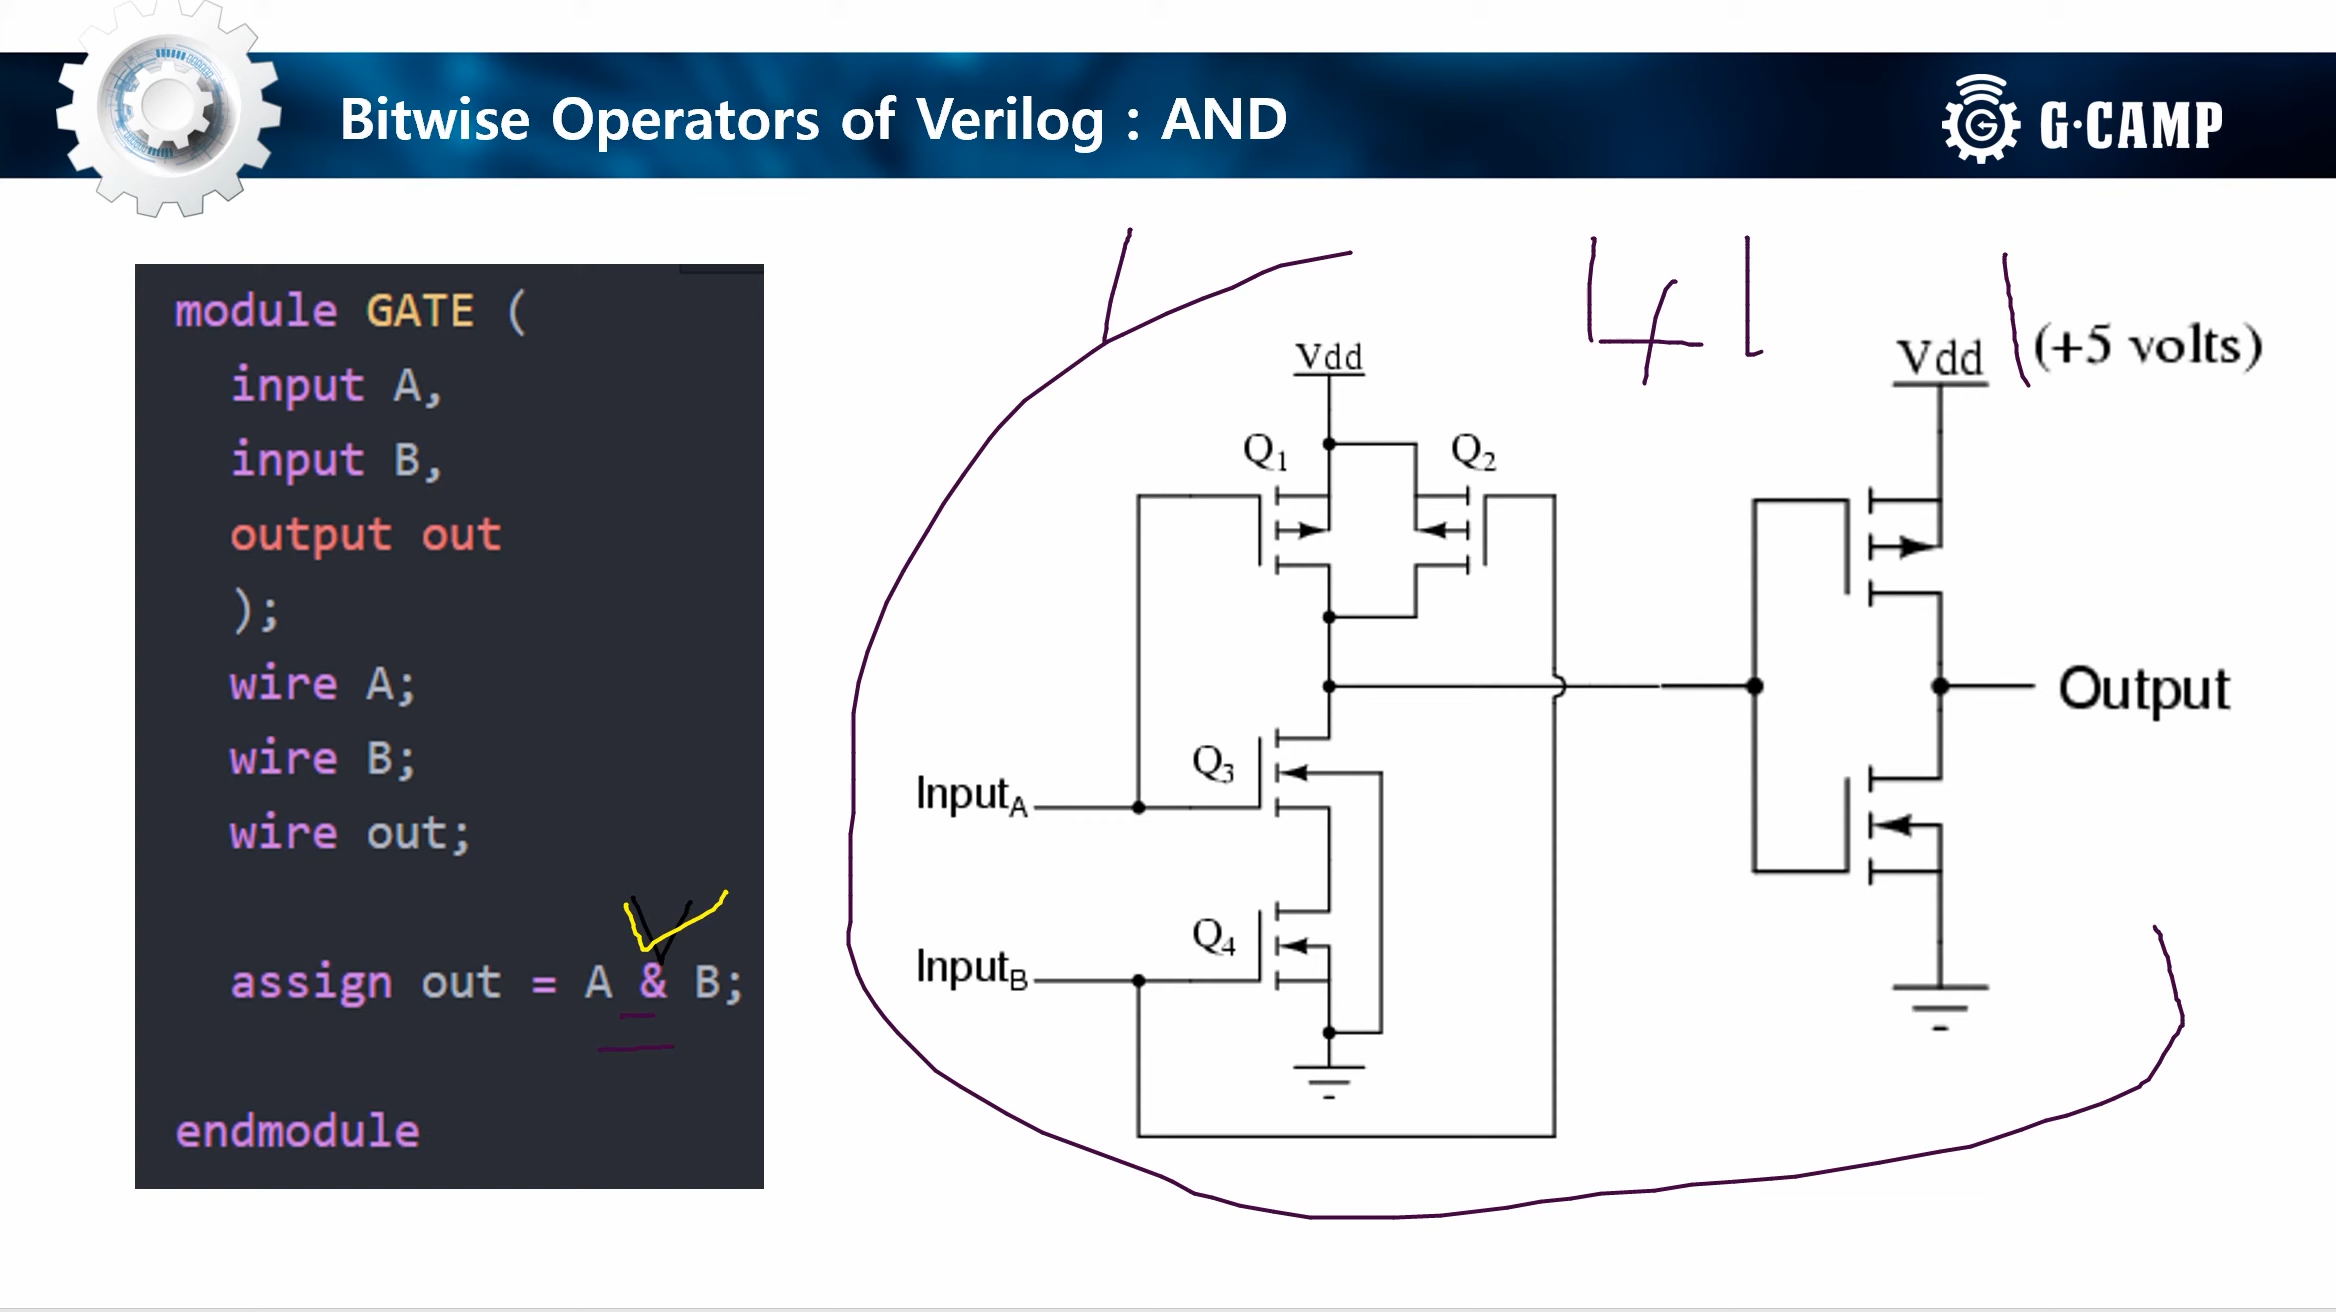 Bitwise Operators of Verilog : AND
G·CAMP
module GATE (
input A,
input B,
output out
);
wire A;
wire B;
wire out;
assign out = A & B;
endmodule
Vdd
Q1
Q2
Q3
InputA
Q4
InputB
Vdd
(+5 volts)
Output